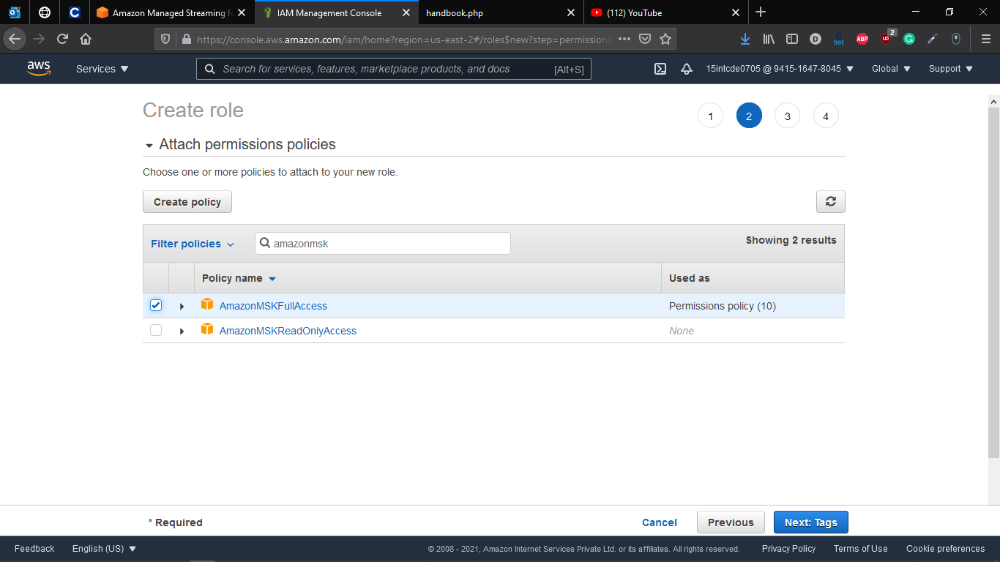 Amazon Managed Streaming fo
IAM Management Console
handbook.php
(112) YouTube
https://console.aws.amazon.com/iam/home?region=us-east-2#/roles$new?step=permissions
ABP
2
bot
aws
Services
Search for services, features, marketplace products, and docs
[Alt+S]
15intcde0705 @ 9415-1647-8045
Global
Support
Create role
1
2
3
4
Attach permissions policies
Choose one or more policies to attach to your new role.
Create policy
Filter policies
amazonmsk
Showing 2 results
Policy name
Used as
AmazonMSKFullAccess
Permissions policy (10)
AmazonMSKReadOnlyAccess
None
* Required
Cancel
Previous
Next: Tags
Feedback
English (US)
© 2008 - 2021, Amazon Internet Services Private Ltd. or its affiliates. All rights reserved.
Privacy Policy
Terms of Use
Cookie preferences